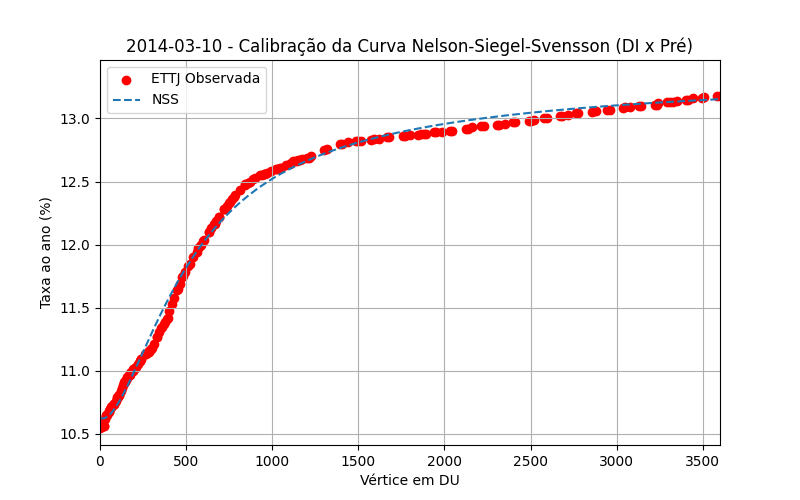 2014-03-10 - Calibração da Curva Nelson-Siegel-Svensson (DI x Pré)
ETTJ Observada
NSS
Taxa ao ano (%)
13.0
12.5
12.0
11.5
11.0
10.5
0 500 1000 1500 2000 2500 3000 3500
Vértice em DU